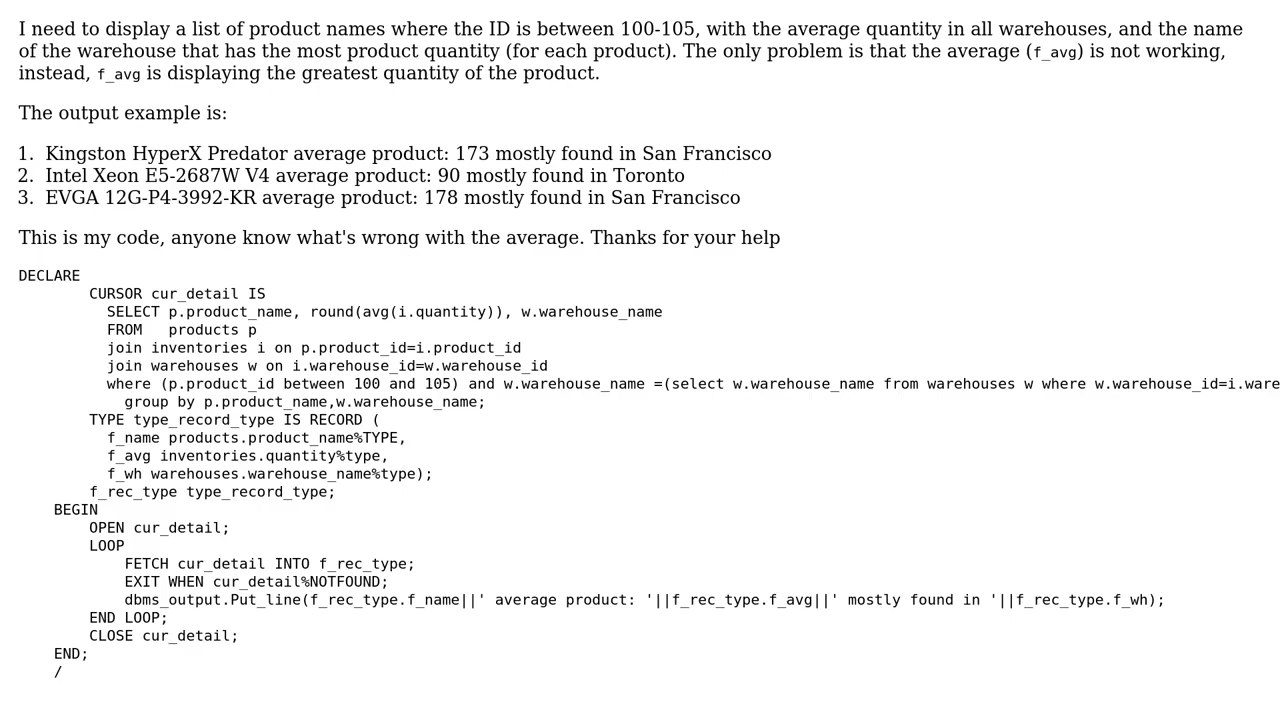 I need to display a list of product names where the ID is between 100-105, with the average quantity in all warehouses, and the name
of the warehouse that has the most product quantity (for each product). The only problem is that the average (f_avg) is not working,
instead, f_avg is displaying the greatest quantity of the product.
The output example is:
1. Kingston HyperX Predator average product: 173 mostly found in San Francisco
2. Intel Xeon E5-2687W V4 average product: 90 mostly found in Toronto
3. EVGA 12G-P4-3992-KR average product: 178 mostly found in San Francisco
This is my code, anyone know what's wrong with the average. Thanks for your help
DECLARE
        CURSOR cur_detail IS
          SELECT p.product_name, round(avg(i.quantity)), w.warehouse_name
          FROM   products p
          join inventories i on p.product_id=i.product_id
          join warehouses w on i.warehouse_id=w.warehouse_id
          where (p.product_id between 100 and 105) and w.warehouse_name =(select w.warehouse_name from warehouses w where w.warehouse_id=i.ware
            group by p.product_name,w.warehouse_name;
        TYPE type_record_type IS RECORD (
          f_name products.product_name%TYPE,
          f_avg inventories.quantity%type,
          f_wh warehouses.warehouse_name%type);
        f_rec_type type_record_type;
    BEGIN
        OPEN cur_detail;
        LOOP
            FETCH cur_detail INTO f_rec_type;
            EXIT WHEN cur_detail%NOTFOUND;
            dbms_output.Put_line(f_rec_type.f_name||' average product: '||f_rec_type.f_avg||' mostly found in '||f_rec_type.f_wh);
        END LOOP;
        CLOSE cur_detail;
    END;
    /